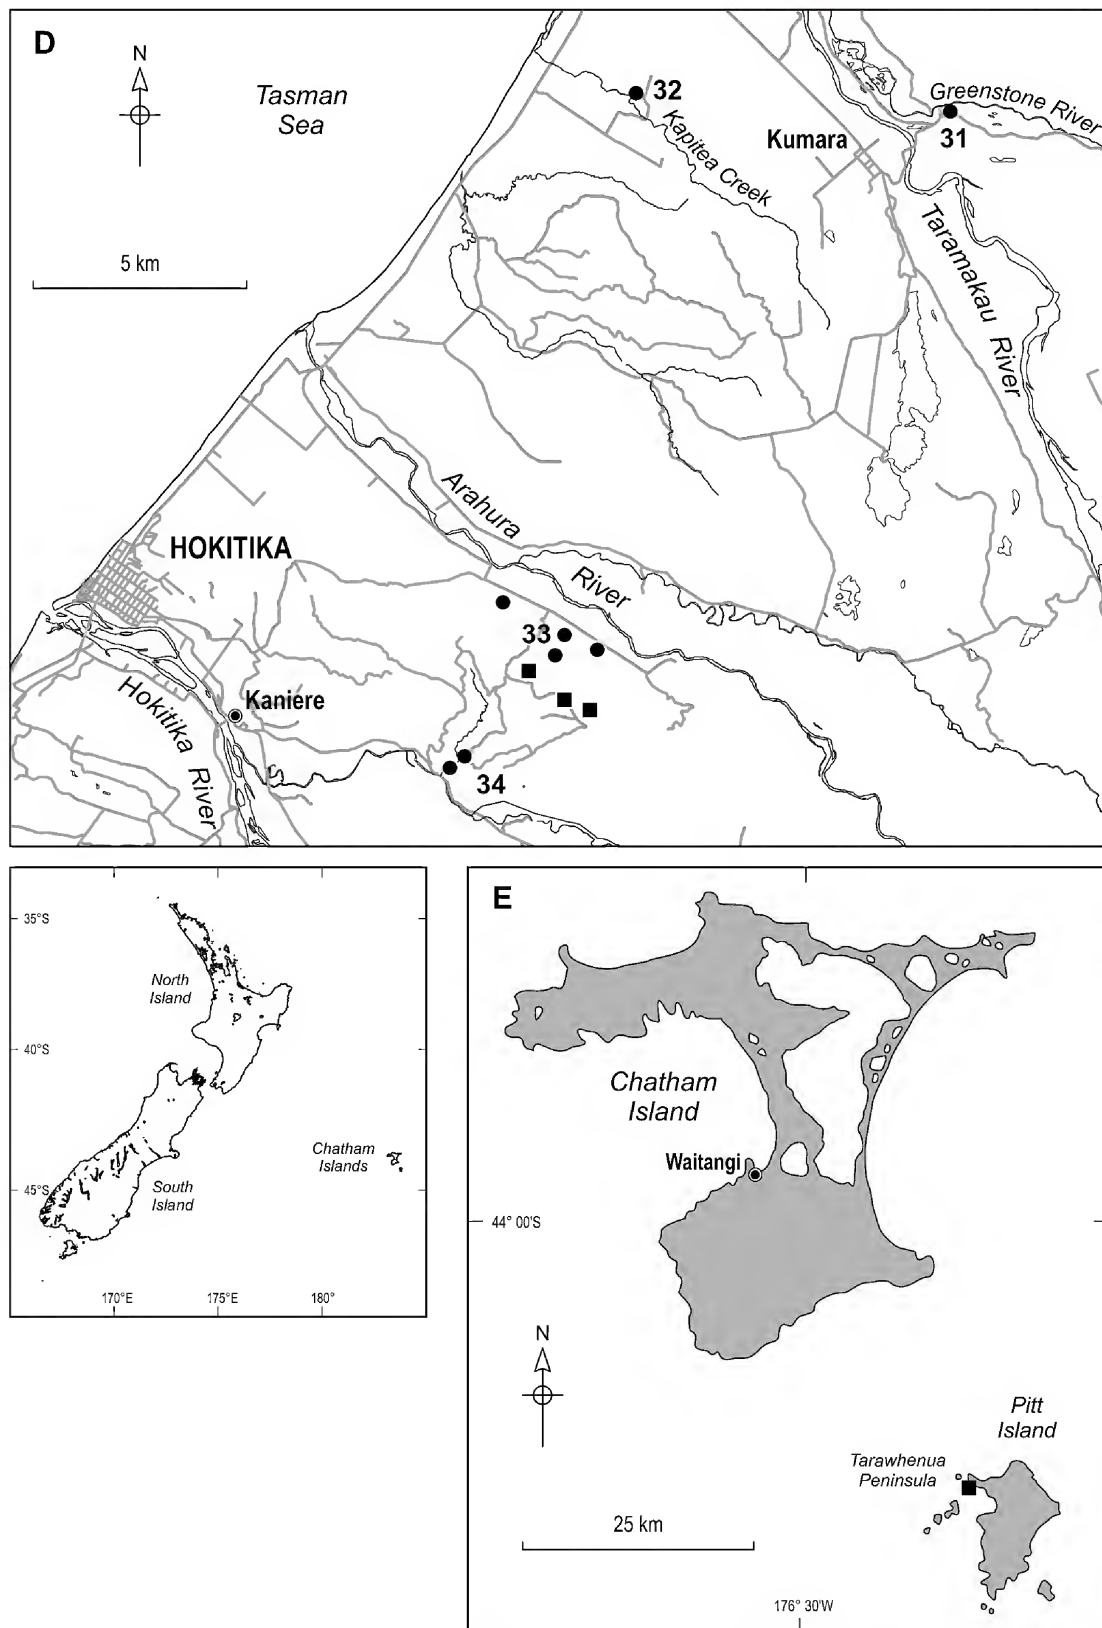 D
N
Tasman
Sea
32
Kapitea Creek
Kumara
Greenstone River
31
Taramakau River
5 km
Arahura River
HOKITIKA
33
Kaniere
Hokitika River
34
35°S
North
Island
40°S
Chatham
Islands
45°S
South
Island
170°E
175°E
180°
E
Chatham
Island
Waitangi
44° 00'S
N
Pitt
Island
Tarawhenua
Peninsula
25 km
176° 30'W